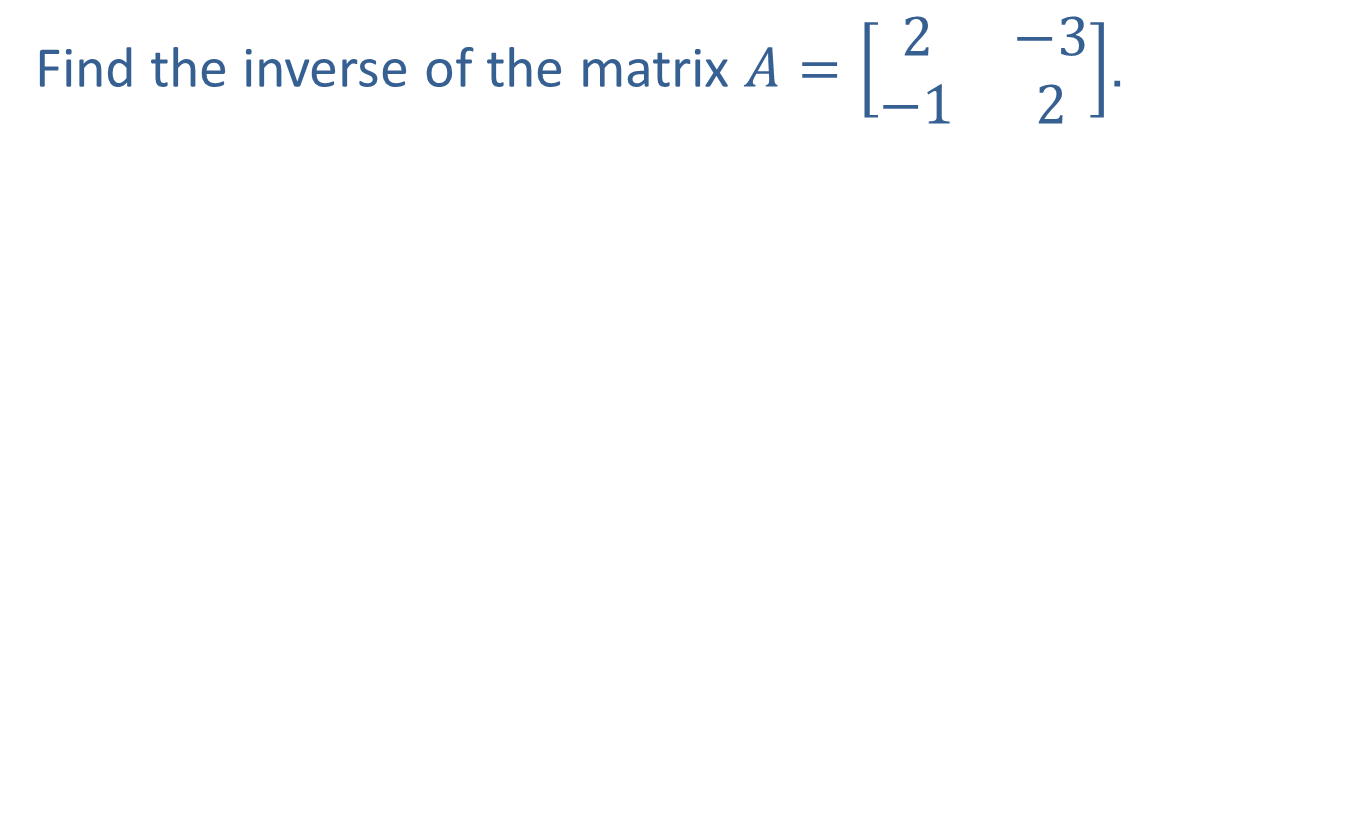 Find the inverse of the matrix A = [2 −3
−1 2].